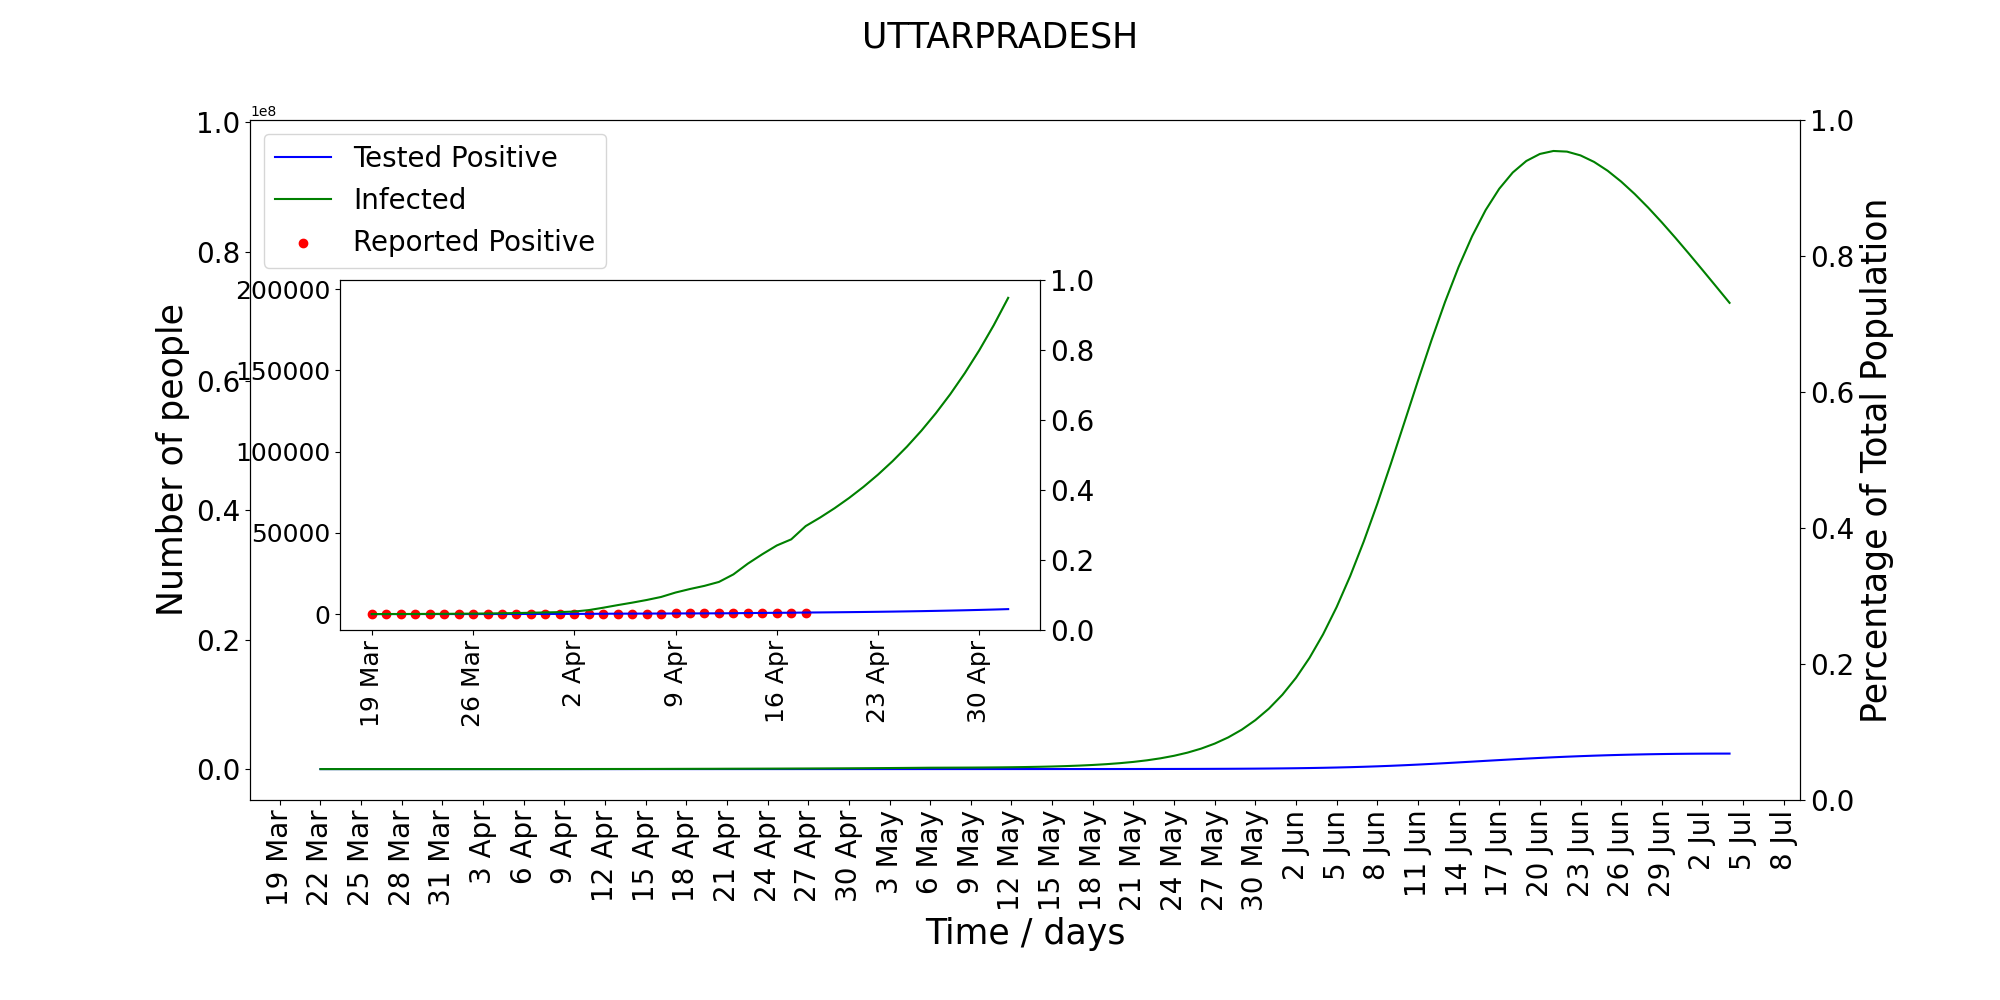 UTTARPRADESH
1e8
Tested Positive
Infected
Reported Positive
1.0
0.8
0.6
0.4
0.2
0.0
Number of people
200000
150000
100000
50000
0
1.0
0.8
0.6
0.4
0.2
0.0
19 Mar
26 Mar
2 Apr
9 Apr
16 Apr
23 Apr
30 Apr
1.0
0.8
0.6
0.4
0.2
0.0
Percentage of Total Population
19 Mar
22 Mar
25 Mar
28 Mar
31 Mar
3 Apr
6 Apr
9 Apr
12 Apr
15 Apr
18 Apr
21 Apr
24 Apr
27 Apr
30 Apr
3 May
6 May
9 May
12 May
15 May
18 May
21 May
24 May
27 May
30 May
2 Jun
5 Jun
8 Jun
11 Jun
14 Jun
17 Jun
20 Jun
23 Jun
26 Jun
29 Jun
2 Jul
5 Jul
8 Jul
Time / days